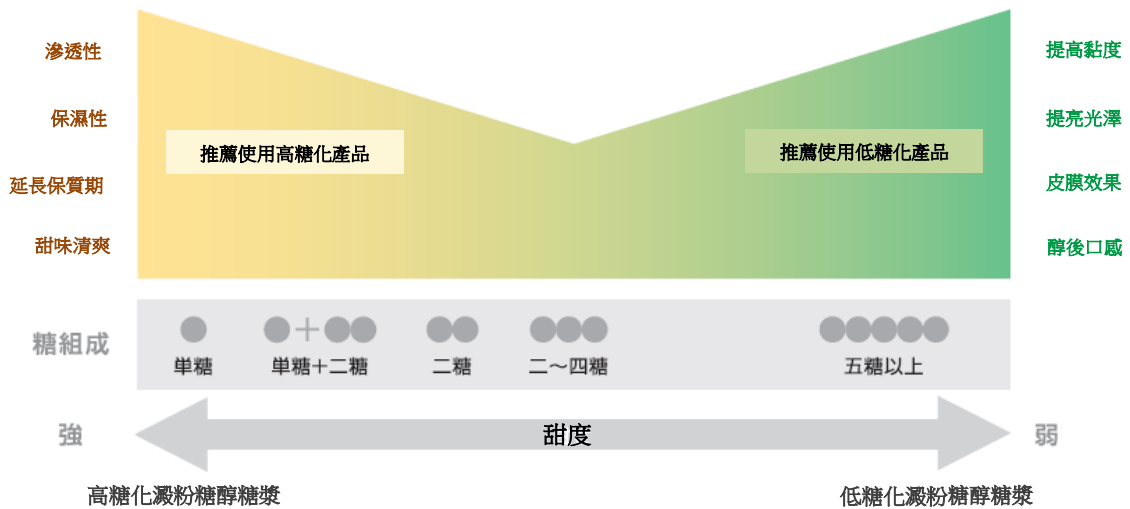 滲透性
保濕性
延長保質期
甜味清爽
推薦使用高糖化產品
推薦使用低糖化產品
提高黏度
提亮光澤
皮膜效果
醇後口感
糖組成
単糖
単糖＋二糖
二糖
二～四糖
五糖以上
強
甜度
弱
高糖化澱粉糖醇糖漿
低糖化澱粉糖醇糖漿